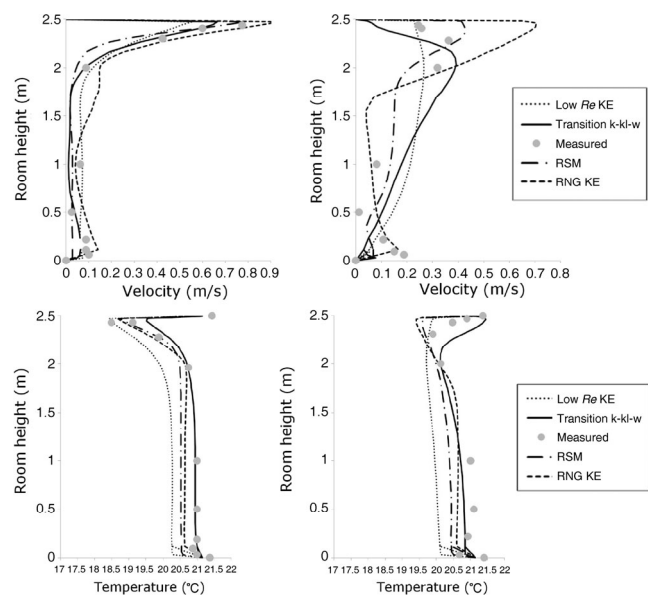 2.5
2
1.5
1
0.5
0
Room height (m)
0 0.1 0.2 0.3 0.4 0.5 0.6 0.7 0.8 0.9
Velocity (m/s)
2.5
2
1.5
1
0.5
0
Room height (m)
0 0.1 0.2 0.3 0.4 0.5 0.6 0.7 0.8
Velocity (m/s)
Low Re KE
Transition k-kl-w
Measured
RSM
RNG KE
2.5
2
1.5
1
0.5
0
Room height (m)
17 17.5 18 18.5 19 19.5 20 20.5 21 21.5 22
Temperature (°C)
2.5
2
1.5
1
0.5
0
Room height (m)
17 17.5 18 18.5 19 19.5 20 20.5 21 21.5 22
Temperature (°C)
Low Re KE
Transition k-kl-w
Measured
RSM
RNG KE